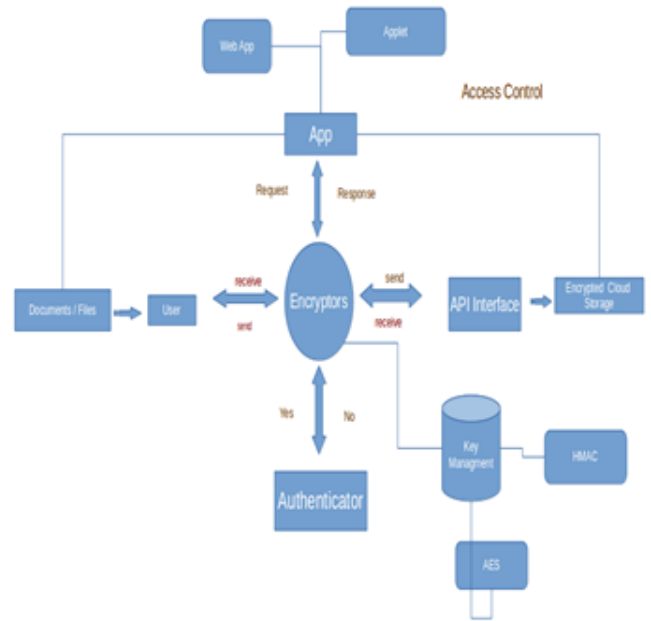 Applet
Web App
Access Control
App
Request
Response
receive
send
Encryptors
API Interface
Encrypted Cloud
Storage
Documents / Files
User
send
receive
Yes
No
Key
Managment
HMAC
Authenticator
AES